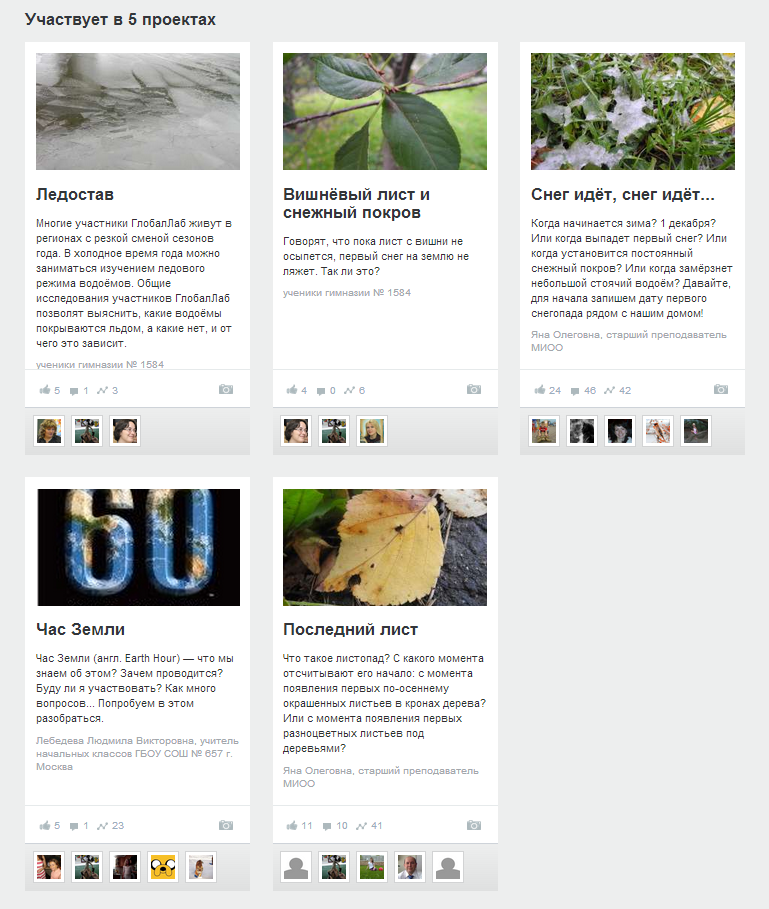 Участвует в 5 проектах
Ледостав
Многие участники ГлобалЛаб живут в
регионах с резкой сменой сезонов
года. В холодное время года можно
заниматься изучением ледового
режима водоёмов. Общие
исследования участников ГлобалЛаб
позволят выяснить, какие водоёмы
покрываются льдом, а какие нет, и от
чего это зависит.
ученики гимназии № 1584
5 1 3
Вишнёвый лист и
снежный покров
Говорят, что пока лист с вишни не
осыпется, первый снег на землю не
ляжет. Так ли это?
ученики гимназии № 1584
4 0 6
Снег идёт, снег идёт...
Когда начинается зима? 1 декабря?
Или когда выпадет первый снег? Или
когда установится постоянный
снежный покров? Или когда замёрзнет
небольшой стоячий водоём? Давайте,
для начала запишем дату первого
снегопада рядом с нашим домом!
Яна Олеговна, старший преподаватель
МИОО
24 46 42
60
Час Земли
Час Земли (англ. Earth Hour) — что мы
знаем об этом? Зачем проводится?
Буду ли я участвовать? Как много
вопросов... Попробуем в этом
разобраться.
Лебедева Людмила Викторовна, учитель
начальных классов ГБОУ СОШ № 657 г.
Москва
5 1 23
Последний лист
Что такое листопад? С какого момента
отсчитывают его начало: с момента
появления первых по-осеннему
окрашенных листьев в кронах дерева?
Или с момента появления первых
разноцветных листьев под
деревьями?
Яна Олеговна, старший преподаватель
МИОО
11 10 41